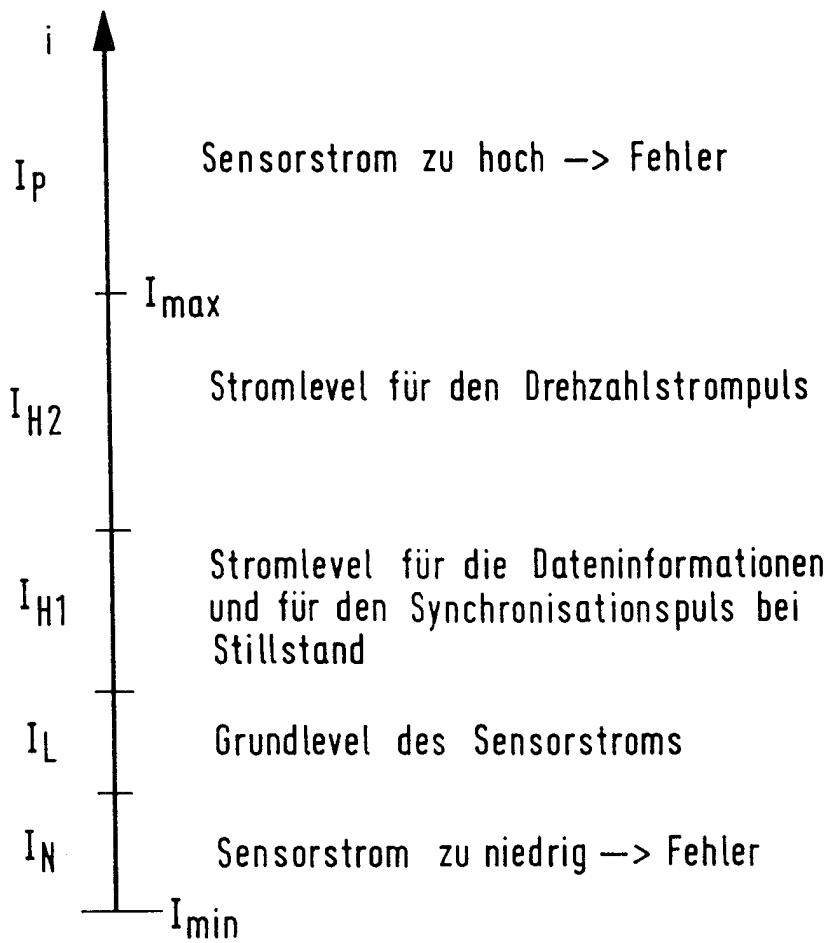 i
I_P Sensorstrom zu hoch —> Fehler
I_max
I_H2 Stromlevel für den Drehzahlstrompuls
I_H1 Stromlevel für die Dateninformationen
und für den Synchronisationspuls bei
Stillstand
I_L Grundlevel des Sensorstroms
I_N Sensorstrom zu niedrig —> Fehler
I_min